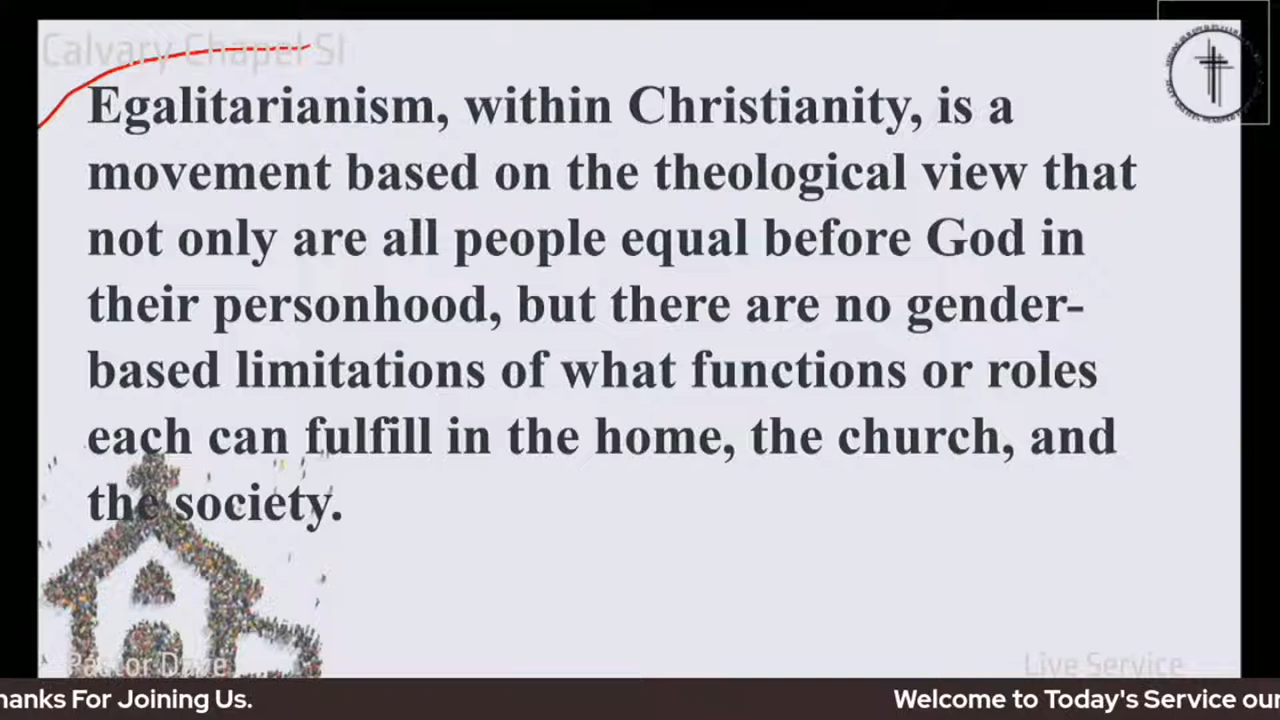 Calvary Chapel SI
Egalitarianism, within Christianity, is a
movement based on the theological view that
not only are all people equal before God in
their personhood, but there are no gender-
based limitations of what functions or roles
each can fulfill in the home, the church, and
the society.
Pastor Dave
Live Service
hanks For Joining Us.
Welcome to Today's Service our